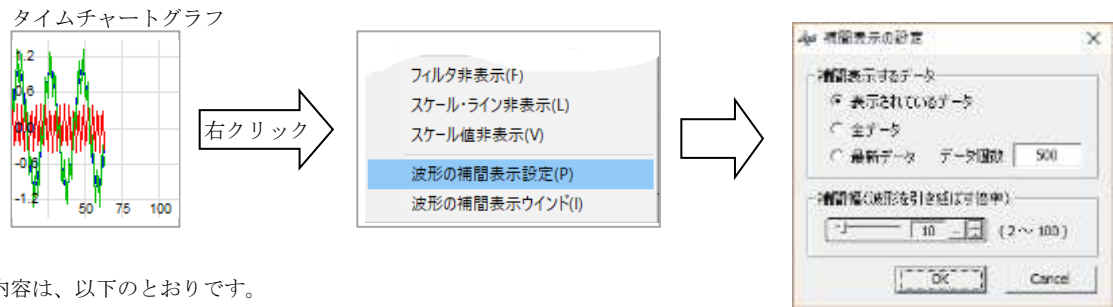 タイムチャートグラフ
1.2
0.6
0.0
-0.6
-1.2
50 75 100
右クリック
フィルタ非表示(F)
スケール・ライン非表示(L)
スケール値非表示(V)
波形の補間表示設定(P)
波形の補間表示ウインド(I)
補間表示の設定
補間表示するデータ
表示されているデータ
全データ
最新データ データ個数 500
補間幅(波形を引き延ばす倍率)
10 (2～100)
OK Cancel
内容は、以下のとおりです。